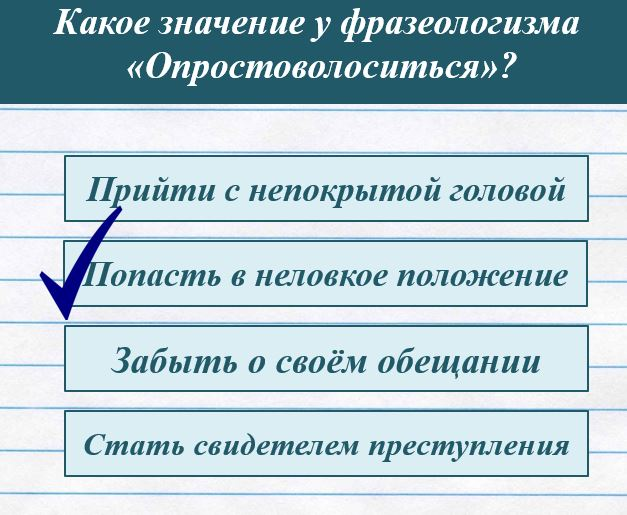 Какое значение у фразеологизма
«Опростоволоситься»?
Прийти с непокрытой головой
Попасть в неловкое положение
Забыть о своём обещании
Стать свидетелем преступления